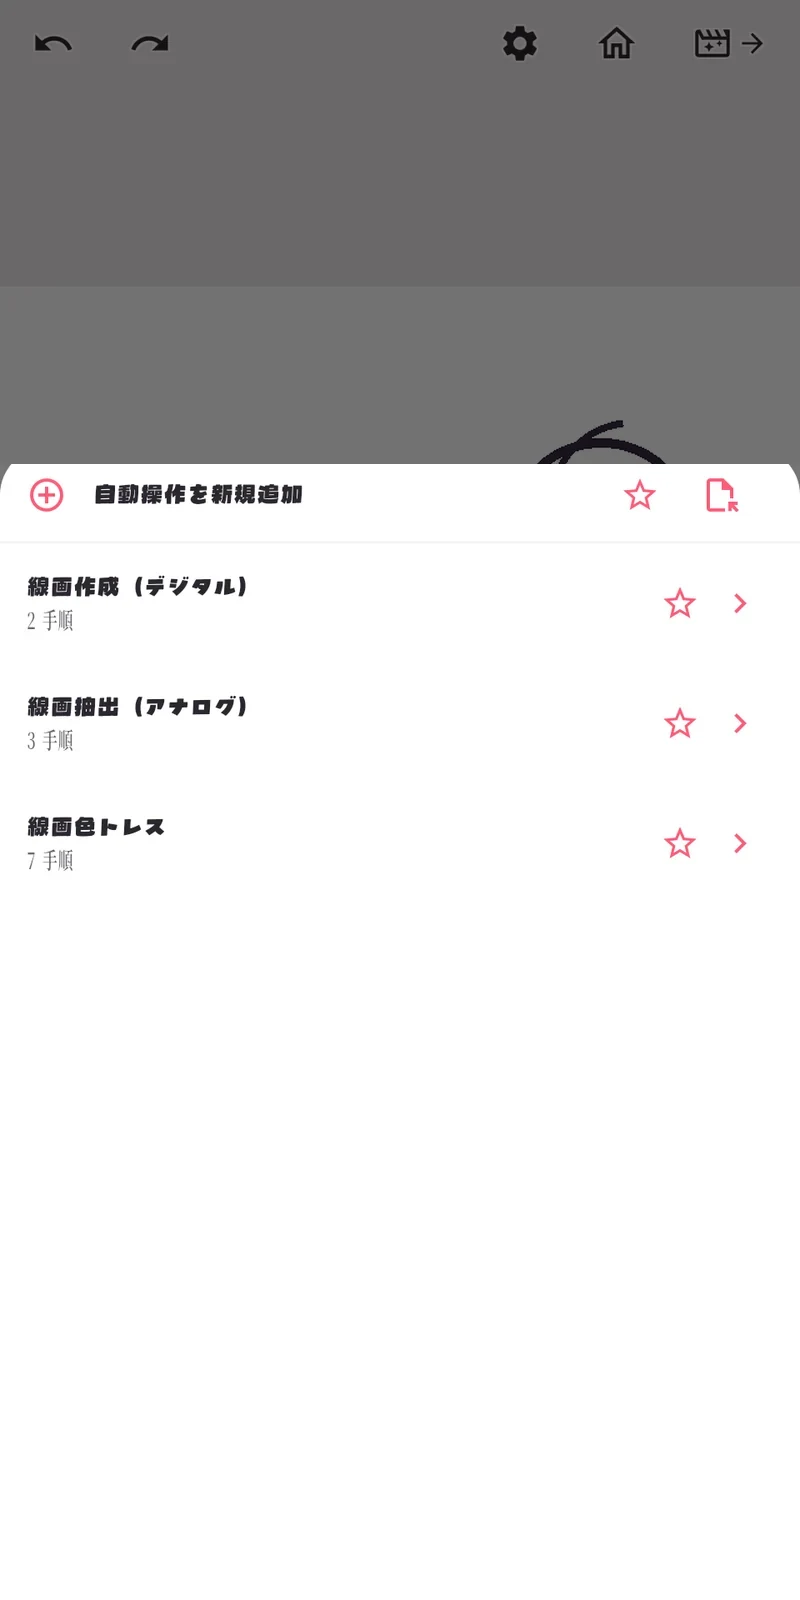 自動操作を新規追加
線画作成（デジタル）
2 手順
線画抽出（アナログ）
3 手順
線画色トレス
7 手順